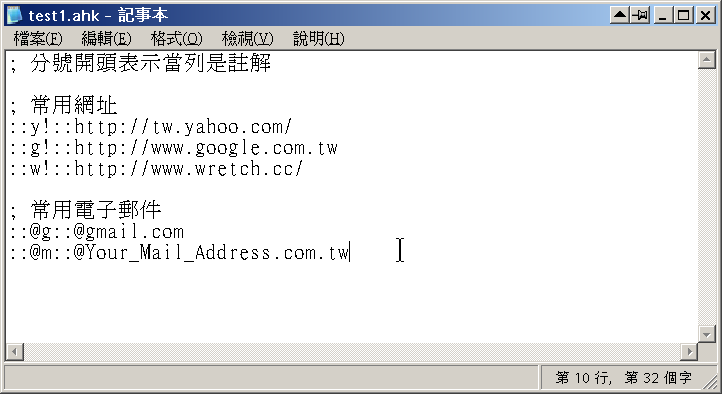 test1.ahk - 記事本
檔案(F) 編輯(E) 格式(O) 檢視(V) 說明(H)
; 分號開頭表示當列是註解
; 常用網址
::y!::http://tw.yahoo.com/
::g!::http://www.google.com.tw
::w!::http://www.wretch.cc/
; 常用電子郵件
::@g::@gmail.com
::@m::@Your_Mail_Address.com.tw
第 10 行, 第 32 個字